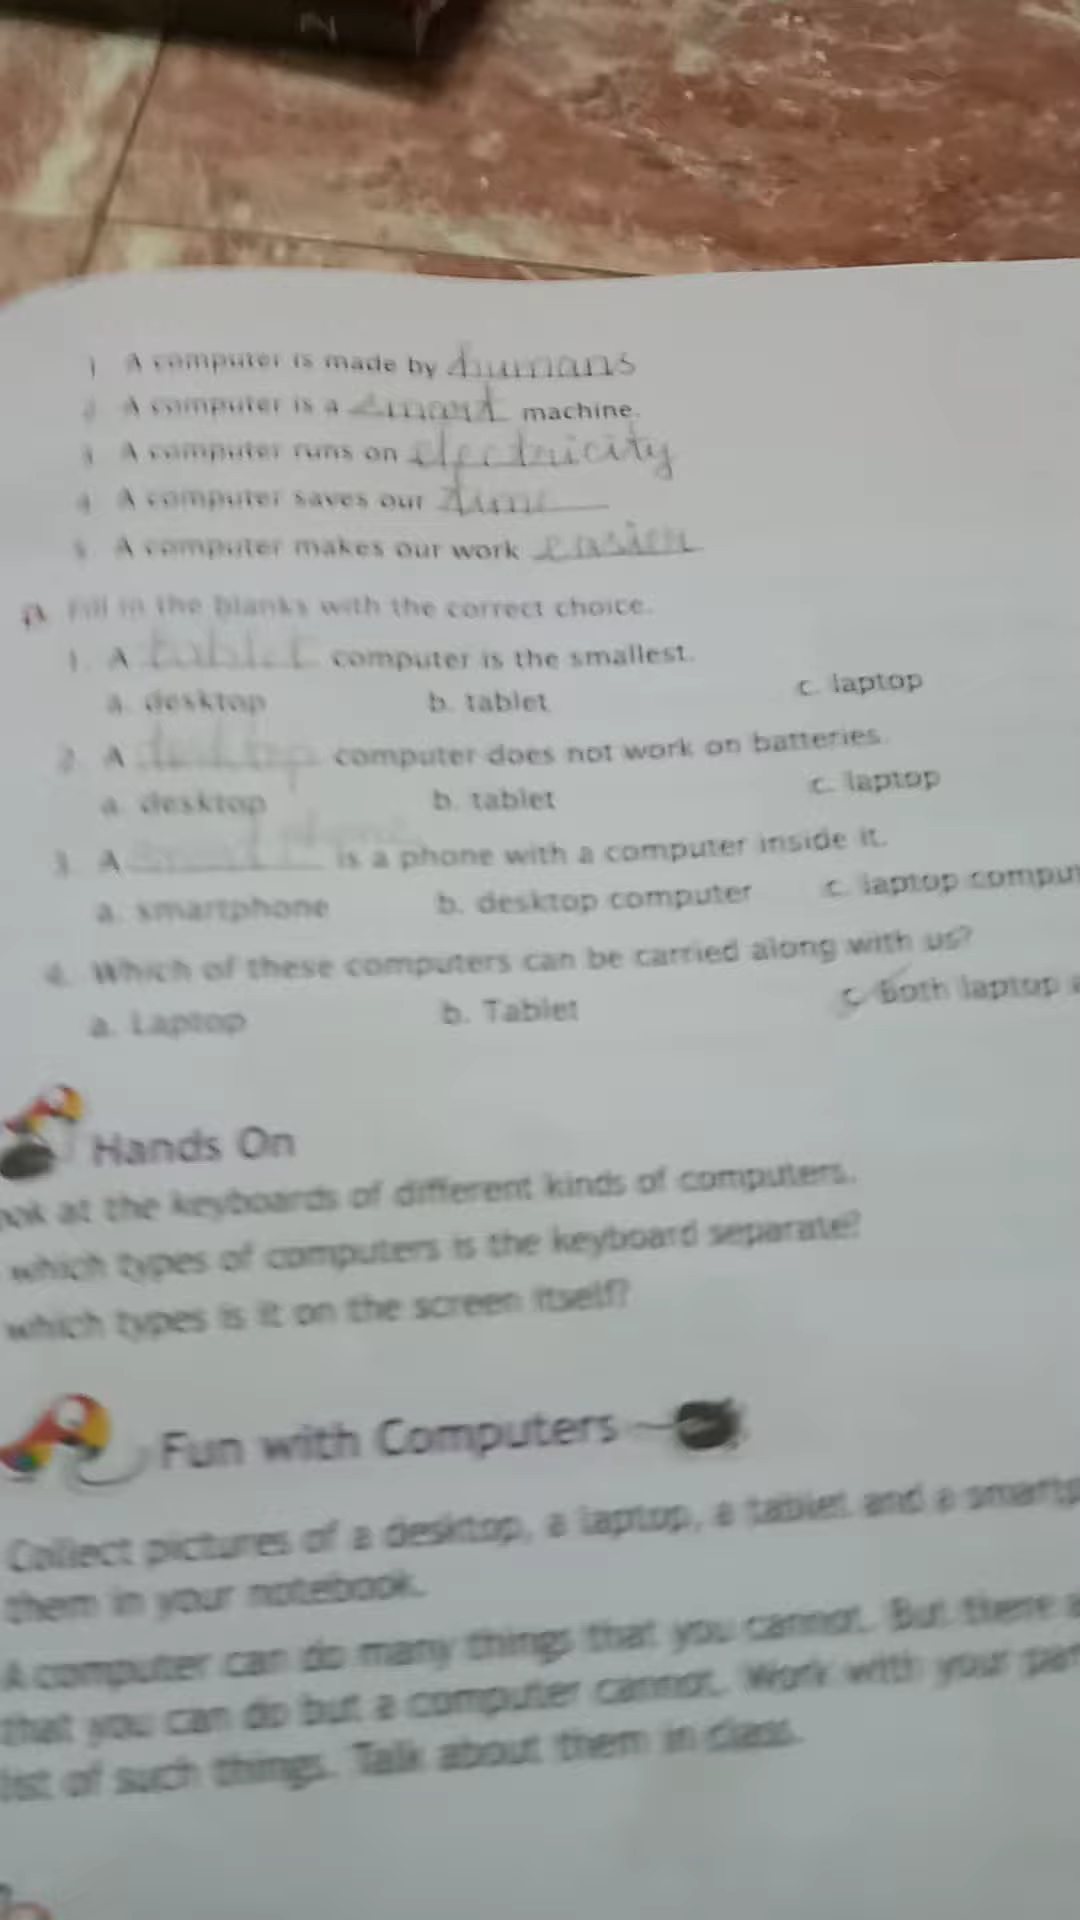 1 A computer is made by humans
2 A computer is a smart machine.
3 A computer runs on electricity
4 A computer saves our time
5 A computer makes our work easier
Fill in the blanks with the correct choice.
1. A tablet computer is the smallest.
a. desktop b. tablet c. laptop
2. A desktop computer does not work on batteries.
a. desktop b. tablet c. laptop
3. A smart phone is a phone with a computer inside it.
a. smartphone b. desktop computer c. laptop comput
4. Which of these computers can be carried along with us?
a. Laptop b. Tablet c. Both laptop a
Hands On
ook at the keyboards of different kinds of computers.
which types of computers is the keyboard separate?
which types is it on the screen itself?
Fun with Computers
Collect pictures of a desktop, a laptop, a tablet and a smartp
them in your notebook.
A computer can do many things that you cannot. But there a
that you can do but a computer cannot. Work with your par
list of such things. Talk about them in class.